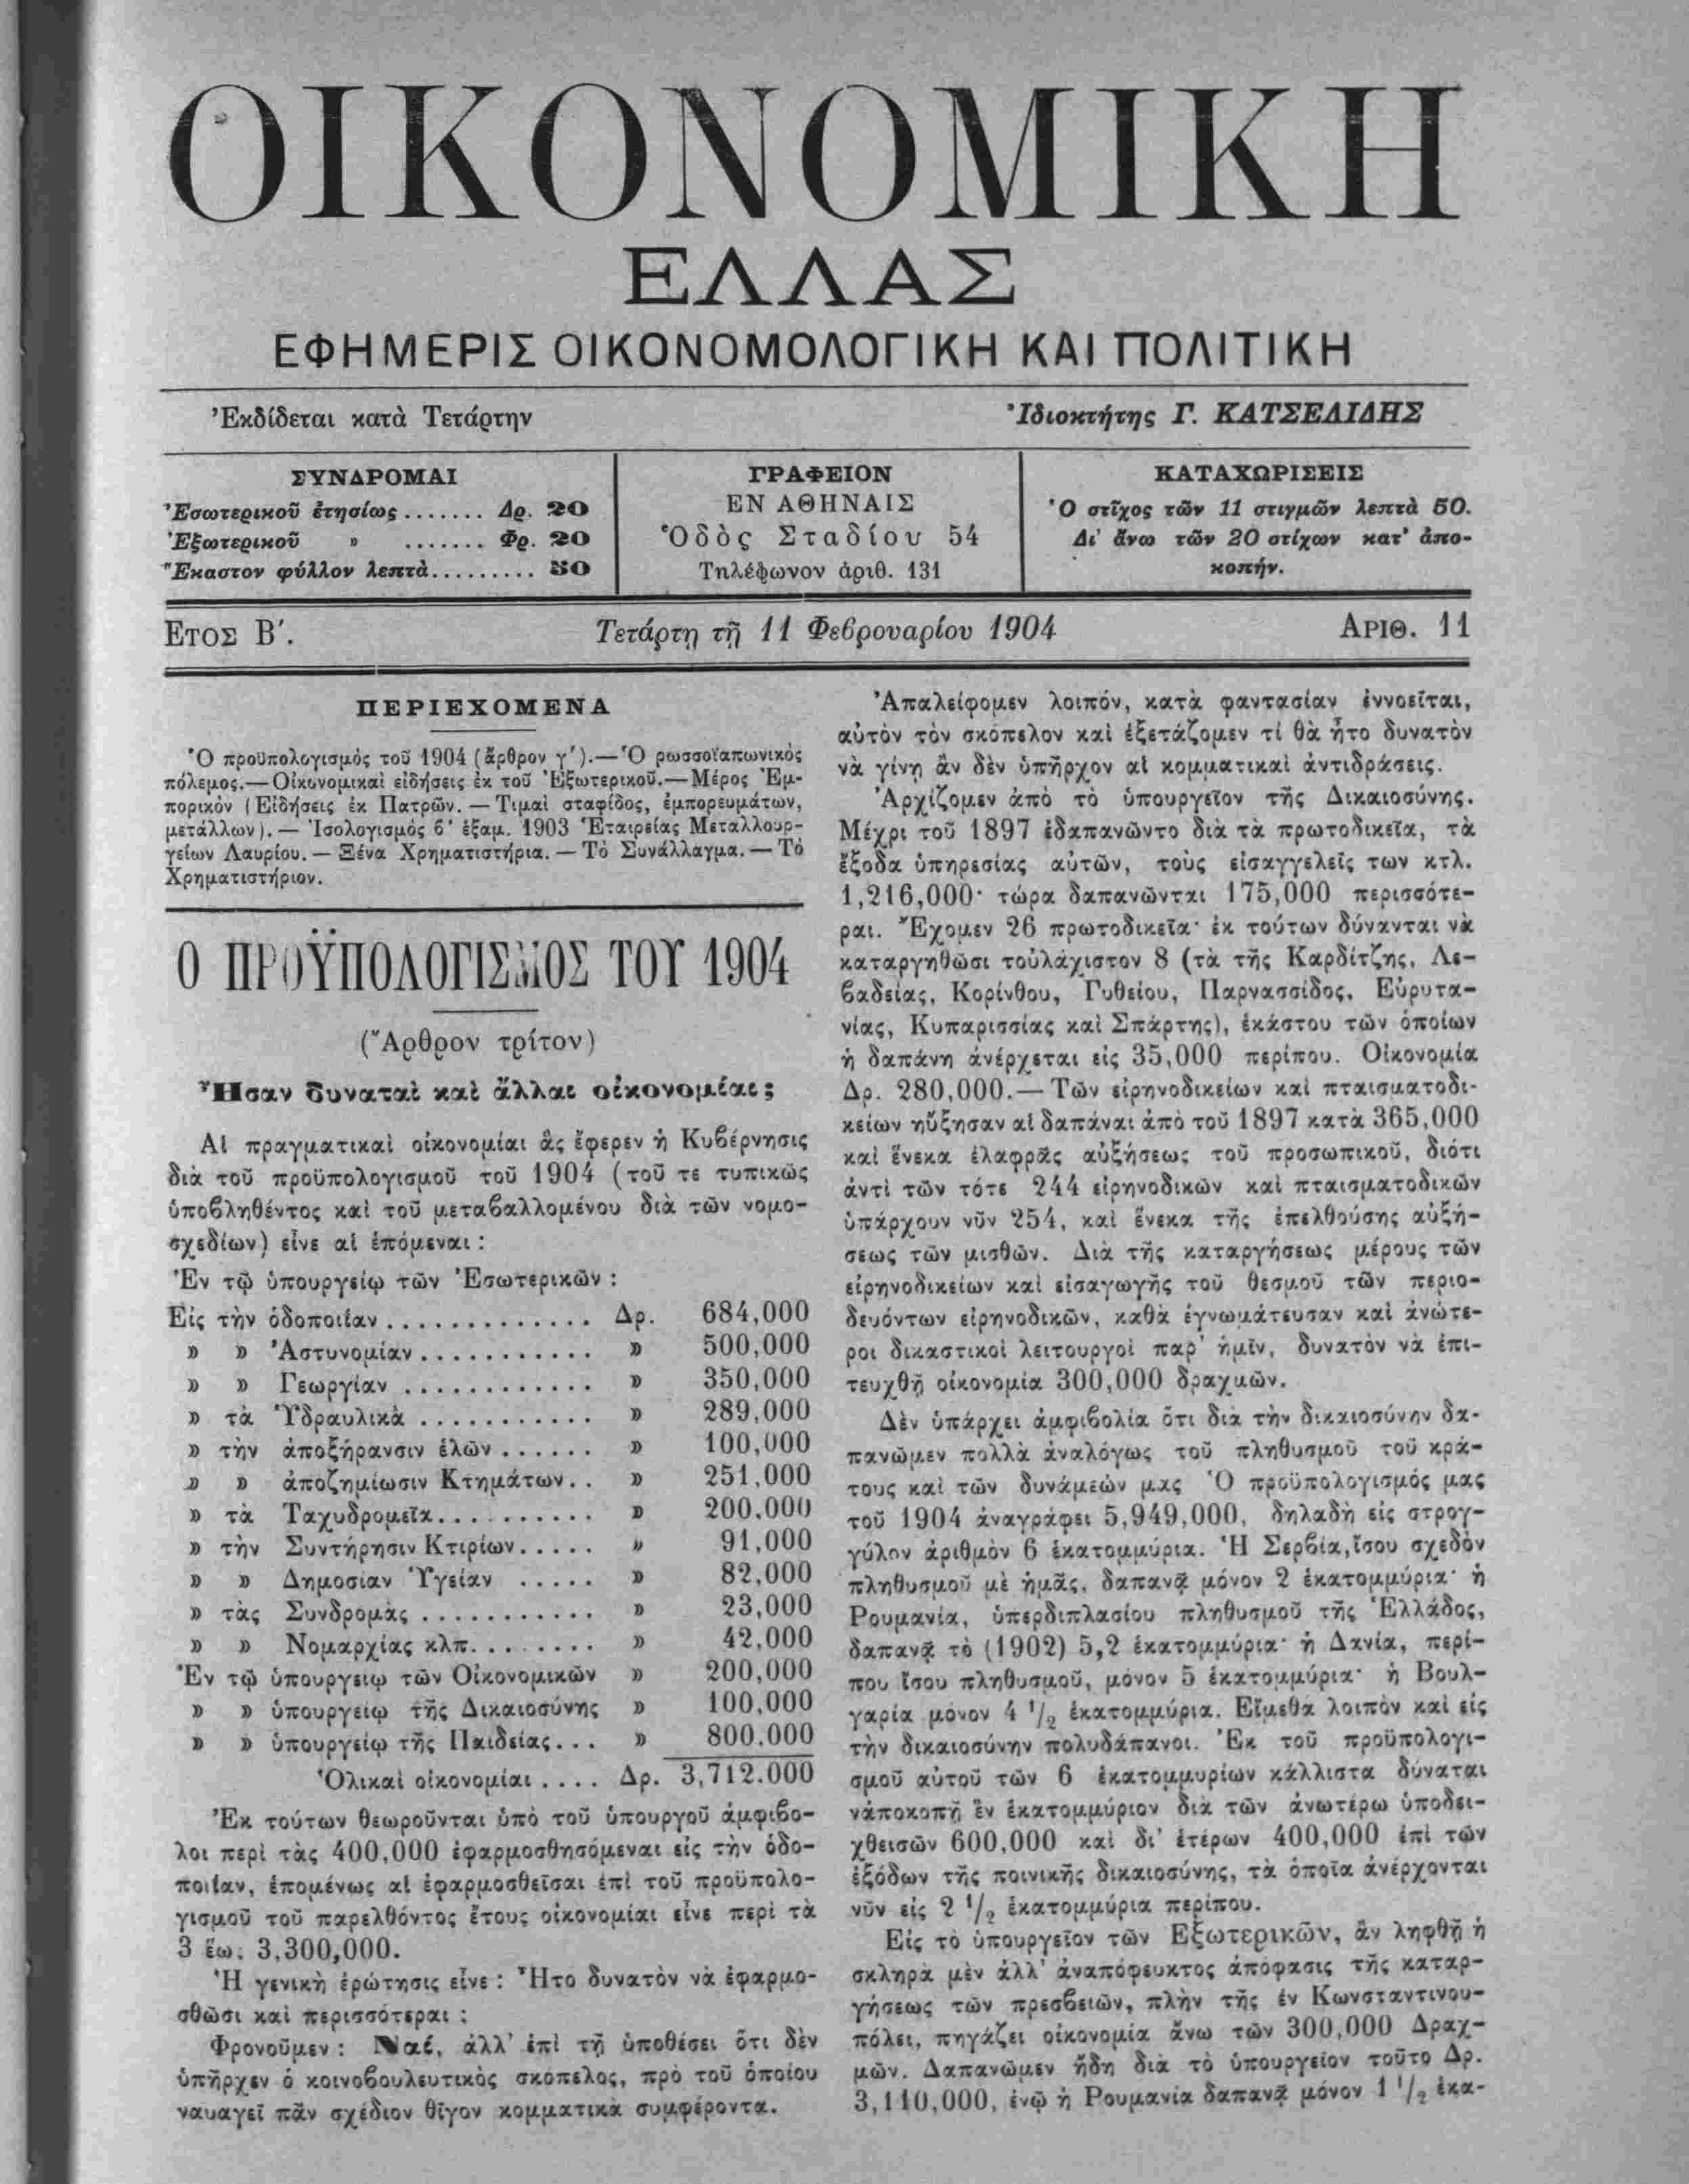 ΟΙΚΟΝΟΜΙΚΗ
ΕΛΛΑΣ
ΕΦΗΜΕΡΙΣ ΟΙΚΟΝΟΜΟΛΟΓΙΚΗ ΚΑΙ ΠΟΛΙΤΙΚΗ
Ἐκδίδεται κατὰ Τετάρτην
Ἰδιοκτήτης Γ. ΚΑΤΣΕΛΙΔΗΣ
ΣΥΝΔΡΟΜΑΙ
Ἐσωτερικοῦ ἐτησίως ....... Δρ. 20
Ἐξωτερικοῦ » ....... Φρ. 20
Ἕκαστον φύλλον λεπτὰ.......... 50
ΓΡΑΦΕΙΟΝ
ΕΝ ΑΘΗΝΑΙΣ
Ὁδὸς Σταδίου 54
Τηλέφωνον ἀριθ. 131
ΚΑΤΑΧΩΡΙΣΕΙΣ
Ὁ στῖχος τῶν 11 στιγμῶν λεπτὰ 50.
Δι' ἄνω τῶν 20 στίχων κατ' ἀπο-
κοπήν.
ΕΤΟΣ Β'.
Τετάρτη τῇ 11 Φεβρουαρίου 1904
ΑΡΙΘ. 11
ΠΕΡΙΕΧΟΜΕΝΑ
Ὁ προϋπολογισμὸς τοῦ 1904 (ἄρθρον γ').—Ὁ ρωσσοϊαπωνικὸς
πόλεμος.—Οἰκονομικαὶ εἰδήσεις ἐκ τοῦ Ἐξωτερικοῦ.—Μέρος Ἐμ-
πορικὸν (Εἰδήσεις ἐκ Πατρῶν.—Τιμαὶ σταφίδος, ἐμπορευμάτων,
μετάλλων).—Ἰσολογισμὸς β' ἑξαμ. 1903 Ἑταιρείας Μεταλλουρ-
γείων Λαυρίου.—Ξένα Χρηματιστήρια.—Τὸ Συνάλλαγμα.—Τὸ
Χρηματιστήριον.
Ο ΠΡΟΫΠΟΛΟΓΙΣΜΟΣ ΤΟΥ 1904
(Ἄρθρον τρίτον)
Ἦσαν δυναταὶ καὶ ἄλλαι οἰκονομίαι;
Αἱ πραγματικαὶ οἰκονομίαι ἃς ἔφερεν ἡ Κυβέρνησις
διὰ τοῦ προϋπολογισμοῦ τοῦ 1904 (τοῦ τε τυπικῶς
ὑποβληθέντος καὶ τοῦ μεταβαλλομένου διὰ τῶν νομο-
σχεδίων) εἶνε αἱ ἑπόμεναι :
Ἐν τῷ ὑπουργείῳ τῶν Ἐσωτερικῶν :
Εἰς τὴν ὁδοποιΐαν ............. Δρ. 684,000
» » Ἀστυνομίαν........... » 500,000
» » Γεωργίαν ............ » 350,000
» τὰ Ὑδραυλικὰ ........... » 289,000
» τὴν ἀποξήρανσιν ἑλῶν...... » 100,000
» » ἀποζημίωσιν Κτημάτων.. » 251,000
» τὰ Ταχυδρομεῖα.......... » 200,000
» τὴν Συντήρησιν Κτιρίων..... » 91,000
» » Δημοσίαν Ὑγείαν ..... » 82,000
» τὰς Συνδρομὰς ........... » 23,000
» » Νομαρχίας κλπ........ » 42,000
Ἐν τῷ ὑπουργείῳ τῶν Οἰκονομικῶν » 200,000
» » ὑπουργείῳ τῆς Δικαιοσύνης » 100,000
» » ὑπουργείῳ τῆς Παιδείας... » 800.000
Ὁλικαὶ οἰκονομίαι .... Δρ. 3,712.000
Ἐκ τούτων θεωροῦνται ὑπὸ τοῦ ὑπουργοῦ ἀμφίβο-
λοι περὶ τὰς 400,000 ἐφαρμοσθησόμεναι εἰς τὴν ὁδο-
ποιΐαν, ἑπομένως αἱ ἐφαρμοσθεῖσαι ἐπὶ τοῦ προϋπολο-
γισμοῦ τοῦ παρελθόντος ἔτους οἰκονομίαι εἶνε περὶ τὰ
3 ἕως 3,300,000.
Ἡ γενικὴ ἐρώτησις εἶνε : Ἦτο δυνατὸν νὰ ἐφαρμο-
σθῶσι καὶ περισσότεραι ;
Φρονοῦμεν : Ναί, ἀλλ' ἐπὶ τῇ ὑποθέσει ὅτι δὲν
ὑπῆρχεν ὁ κοινοβουλευτικὸς σκόπελος, πρὸ τοῦ ὁποίου
ναυαγεῖ πᾶν σχέδιον θῖγον κομματικὰ συμφέροντα.
Ἀπαλείφομεν λοιπόν, κατὰ φαντασίαν ἐννοεῖται,
αὐτὸν τὸν σκόπελον καὶ ἐξετάζομεν τί θὰ ἦτο δυνατὸν
νὰ γίνῃ ἂν δὲν ὑπῆρχον αἱ κομματικαὶ ἀντιδράσεις.
Ἀρχίζομεν ἀπὸ τὸ ὑπουργεῖον τῆς Δικαιοσύνης.
Μέχρι τοῦ 1897 ἐδαπανῶντο διὰ τὰ πρωτοδικεῖα, τὰ
ἔξοδα ὑπηρεσίας αὐτῶν, τοὺς εἰσαγγελεῖς των κτλ.
1,216,000· τώρα δαπανῶνται 175,000 περισσότε-
ραι. Ἔχομεν 26 πρωτοδικεῖα· ἐκ τούτων δύνανται νὰ
καταργηθῶσι τοὐλάχιστον 8 (τὰ τῆς Καρδίτζης, Λε-
βαδείας, Κορίνθου, Γυθείου, Παρνασσίδος, Εὐρυτα-
νίας, Κυπαρισσίας καὶ Σπάρτης), ἑκάστου τῶν ὁποίων
ἡ δαπάνη ἀνέρχεται εἰς 35,000 περίπου. Οἰκονομία
Δρ. 280,000.—Τῶν εἰρηνοδικείων καὶ πταισματοδι-
κείων ηὔξησαν αἱ δαπάναι ἀπὸ τοῦ 1897 κατὰ 365,000
καὶ ἕνεκα ἐλαφρᾶς αὐξήσεως τοῦ προσωπικοῦ, διότι
ἀντὶ τῶν τότε 244 εἰρηνοδικῶν καὶ πταισματοδικῶν
ὑπάρχουν νῦν 254, καὶ ἕνεκα τῆς ἐπελθούσης αὐξή-
σεως τῶν μισθῶν. Διὰ τῆς καταργήσεως μέρους τῶν
εἰρηνοδικείων καὶ εἰσαγωγῆς τοῦ θεσμοῦ τῶν περιο-
δευόντων εἰρηνοδικῶν, καθὰ ἐγνωμάτευσαν καὶ ἀνώτε-
ροι δικαστικοὶ λειτουργοὶ παρ' ἡμῖν, δυνατὸν νὰ ἐπι-
τευχθῇ οἰκονομία 300,000 δραχμῶν.
Δὲν ὑπάρχει ἀμφιβολία ὅτι διὰ τὴν δικαιοσύνην δα-
πανῶμεν πολλὰ ἀναλόγως τοῦ πληθυσμοῦ τοῦ κρά-
τους καὶ τῶν δυνάμεών μας Ὁ προϋπολογισμός μας
τοῦ 1904 ἀναγράφει 5,949,000, δηλαδὴ εἰς στρογ-
γύλον ἀριθμὸν 6 ἑκατομμύρια. Ἡ Σερβία, ἴσου σχεδὸν
πληθυσμοῦ μὲ ἡμᾶς, δαπανᾷ μόνον 2 ἑκατομμύρια· ἡ
Ρουμανία, ὑπερδιπλασίου πληθυσμοῦ τῆς Ἑλλάδος,
δαπανᾷ τὸ (1902) 5,2 ἑκατομμύρια· ἡ Δανία, περί-
που ἴσου πληθυσμοῦ, μόνον 5 ἑκατομμύρια· ἡ Βουλ-
γαρία μόνον 4 1/2 ἑκατομμύρια. Εἴμεθα λοιπὸν καὶ εἰς
τὴν δικαιοσύνην πολυδάπανοι. Ἐκ τοῦ προϋπολογι-
σμοῦ αὐτοῦ τῶν 6 ἑκατομμυρίων κάλλιστα δύναται
νἀποκοπῇ ἓν ἑκατομμύριον διὰ τῶν ἀνωτέρω ὑποδει-
χθεισῶν 600,000 καὶ δι' ἑτέρων 400,000 ἐπὶ τῶν
ἐξόδων τῆς ποινικῆς δικαιοσύνης, τὰ ὁποῖα ἀνέρχονται
νῦν εἰς 2 1/2 ἑκατομμύρια περίπου.
Εἰς τὸ ὑπουργεῖον τῶν Ἐξωτερικῶν, ἂν ληφθῇ ἡ
σκληρὰ μὲν ἀλλ' ἀναπόφευκτος ἀπόφασις τῆς καταρ-
γήσεως τῶν πρεσβειῶν, πλὴν τῆς ἐν Κωνσταντινου-
πόλει, πηγάζει οἰκονομία ἄνω τῶν 300,000 Δραχ-
μῶν. Δαπανῶμεν ἤδη διὰ τὸ ὑπουργεῖον τοῦτο Δρ.
3,110,000, ἐνῷ ἡ Ρουμανία δαπανᾷ μόνον 1 1/2 ἑκα-